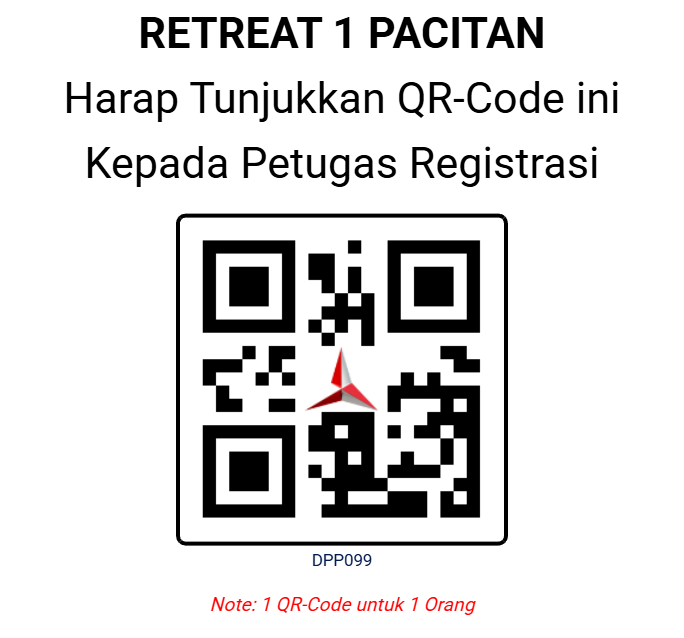 RETREAT 1 PACITAN
Harap Tunjukkan QR-Code ini
Kepada Petugas Registrasi
DPP099
Note: 1 QR-Code untuk 1 Orang